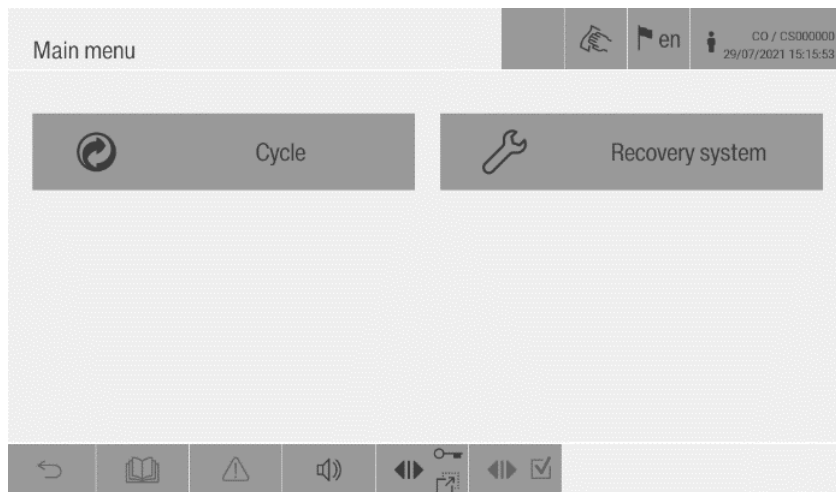 Main menu
en
CO / CS000000
29/07/2021 15:15:53
Cycle
Recovery system